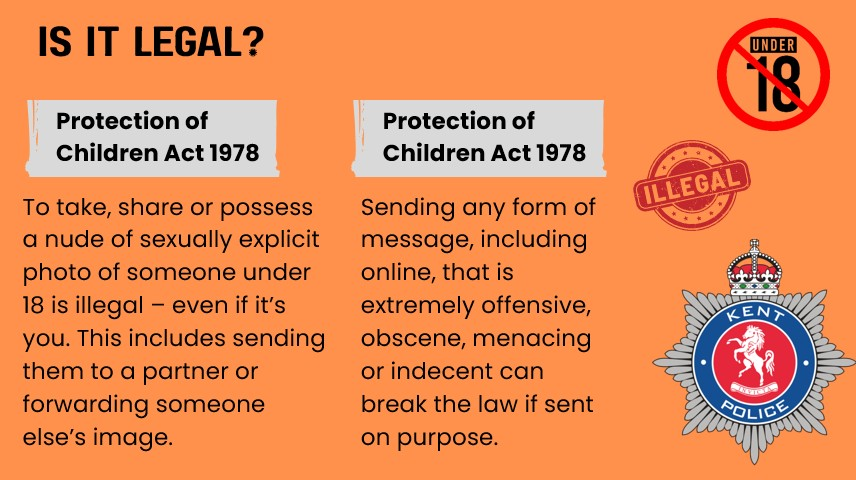 IS IT LEGAL?
UNDER
18
Protection of
Children Act 1978
Protection of
Children Act 1978
ILLEGAL
To take, share or possess
a nude of sexually explicit
photo of someone under
18 is illegal – even if it's
you. This includes sending
them to a partner or
forwarding someone
else's image.
Sending any form of
message, including
online, that is
extremely offensive,
obscene, menacing
or indecent can
break the law if sent
on purpose.
KENT
INVICTA
POLICE